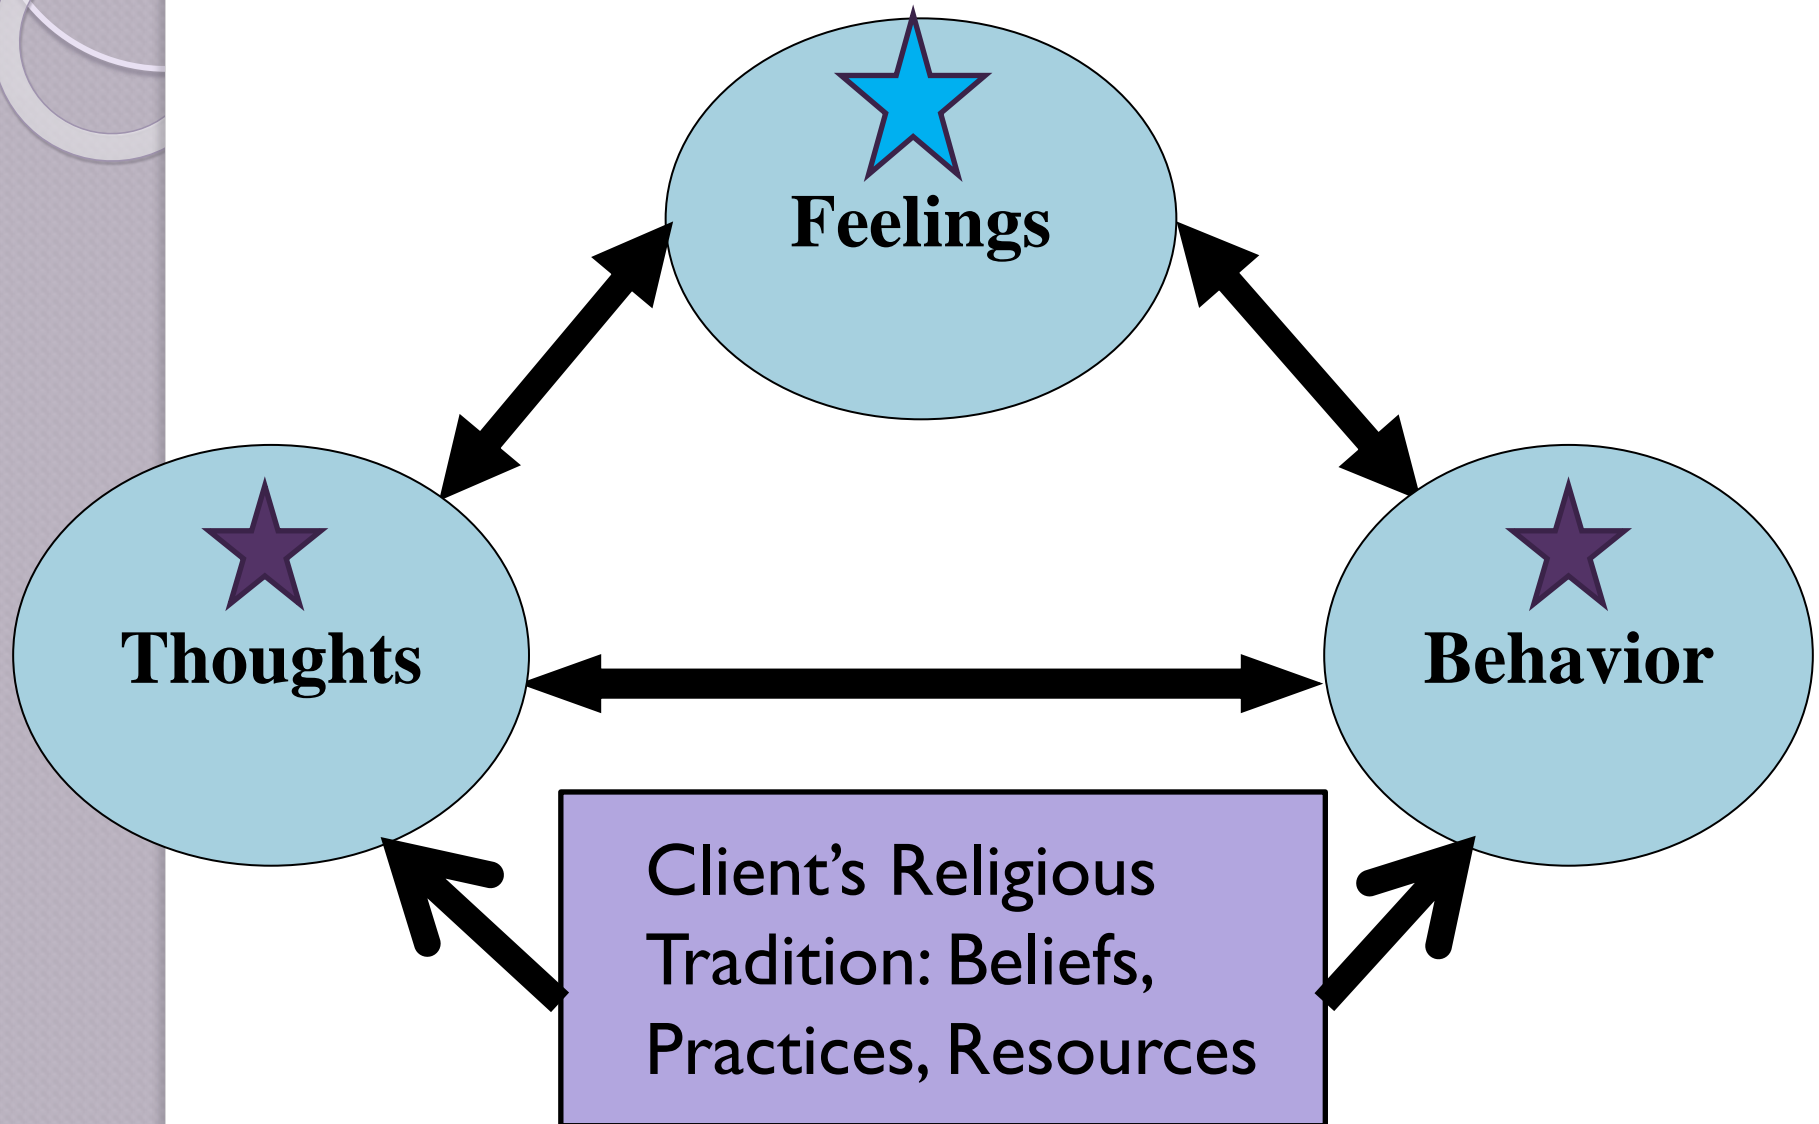 Feelings
Thoughts
Behavior
Client’s Religious
Tradition: Beliefs,
Practices, Resources